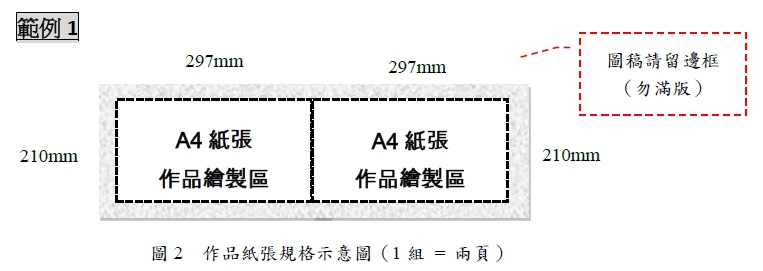 範例 1
297mm
297mm
圖稿請留邊框
（勿滿版）
210mm
A4 紙張
作品繪製區
A4 紙張
作品繪製區
210mm
圖 2 作品紙張規格示意圖（1 組 = 兩頁）